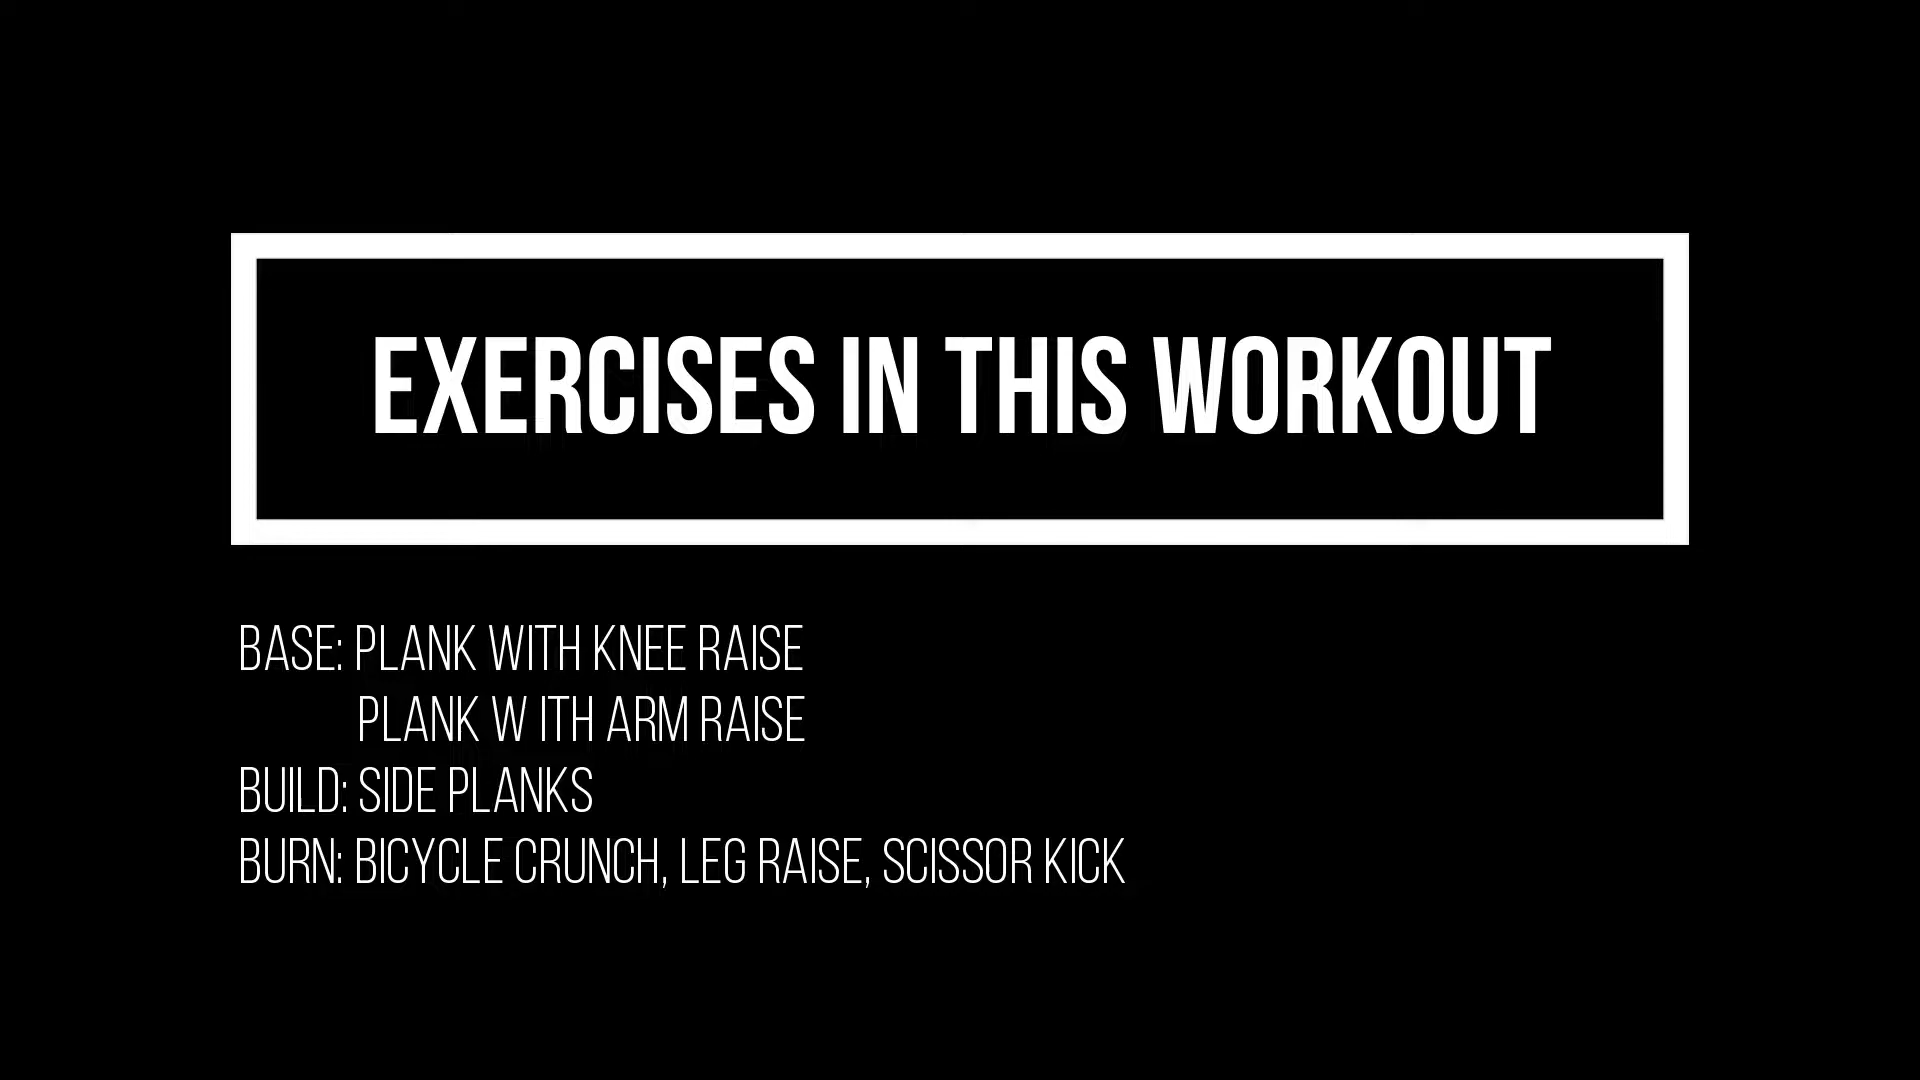 EXERCISES IN THIS WORKOUT
BASE: PLANK WITH KNEE RAISE
PLANK W ITH ARM RAISE
BUILD: SIDE PLANKS
BURN: BICYCLE CRUNCH, LEG RAISE, SCISSOR KICK